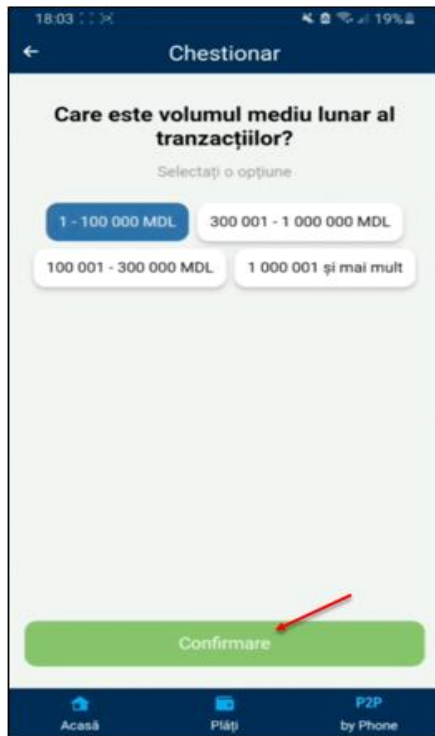 18:03
19%
Chestionar
Care este volumul mediu lunar al
tranzacțiilor?
Selectați o opțiune
1 - 100 000 MDL
300 001 - 1 000 000 MDL
100 001 - 300 000 MDL
1 000 001 și mai mult
Confirmare
P2P
Acasă
Plăți
by Phone